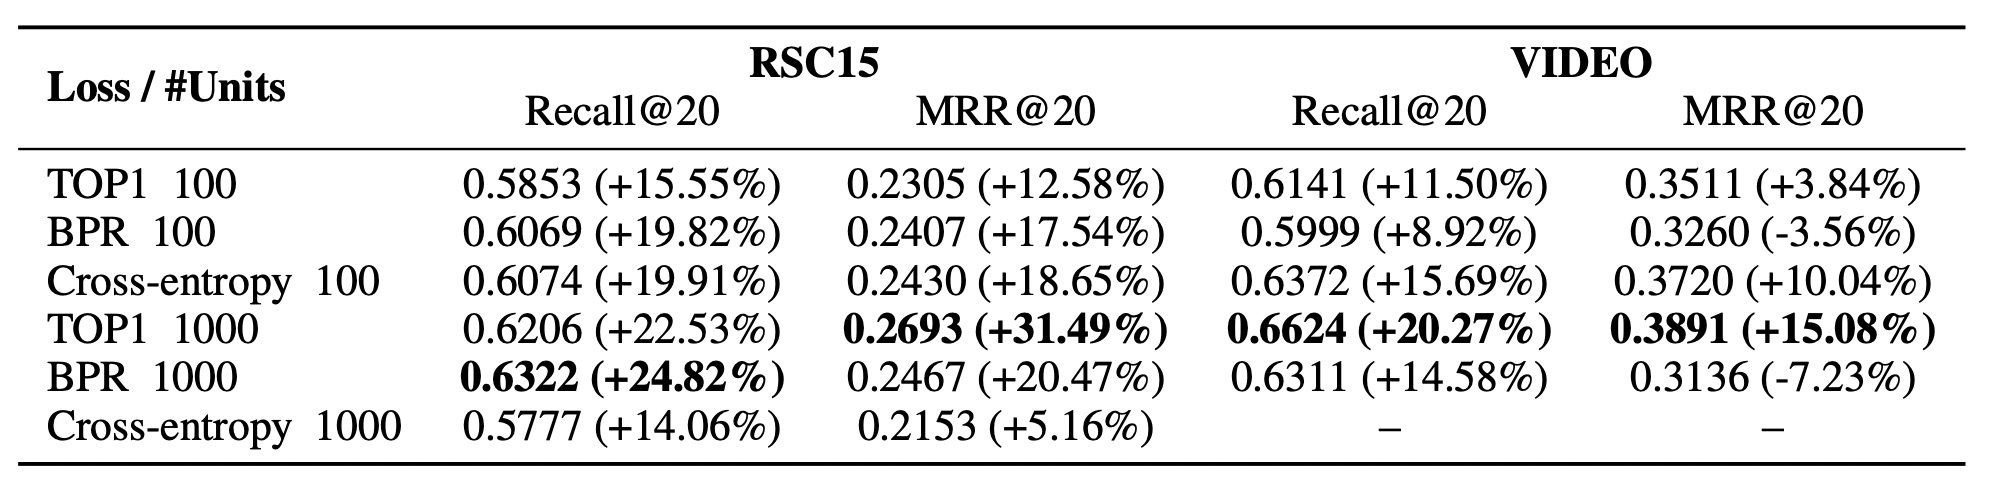 Loss / #Units RSC15 VIDEO
Recall@20 MRR@20 Recall@20 MRR@20
TOP1 100 0.5853 (+15.55%) 0.2305 (+12.58%) 0.6141 (+11.50%) 0.3511 (+3.84%)
BPR 100 0.6069 (+19.82%) 0.2407 (+17.54%) 0.5999 (+8.92%) 0.3260 (-3.56%)
Cross-entropy 100 0.6074 (+19.91%) 0.2430 (+18.65%) 0.6372 (+15.69%) 0.3720 (+10.04%)
TOP1 1000 0.6206 (+22.53%) 0.2693 (+31.49%) 0.6624 (+20.27%) 0.3891 (+15.08%)
BPR 1000 0.6322 (+24.82%) 0.2467 (+20.47%) 0.6311 (+14.58%) 0.3136 (-7.23%)
Cross-entropy 1000 0.5777 (+14.06%) 0.2153 (+5.16%) – –